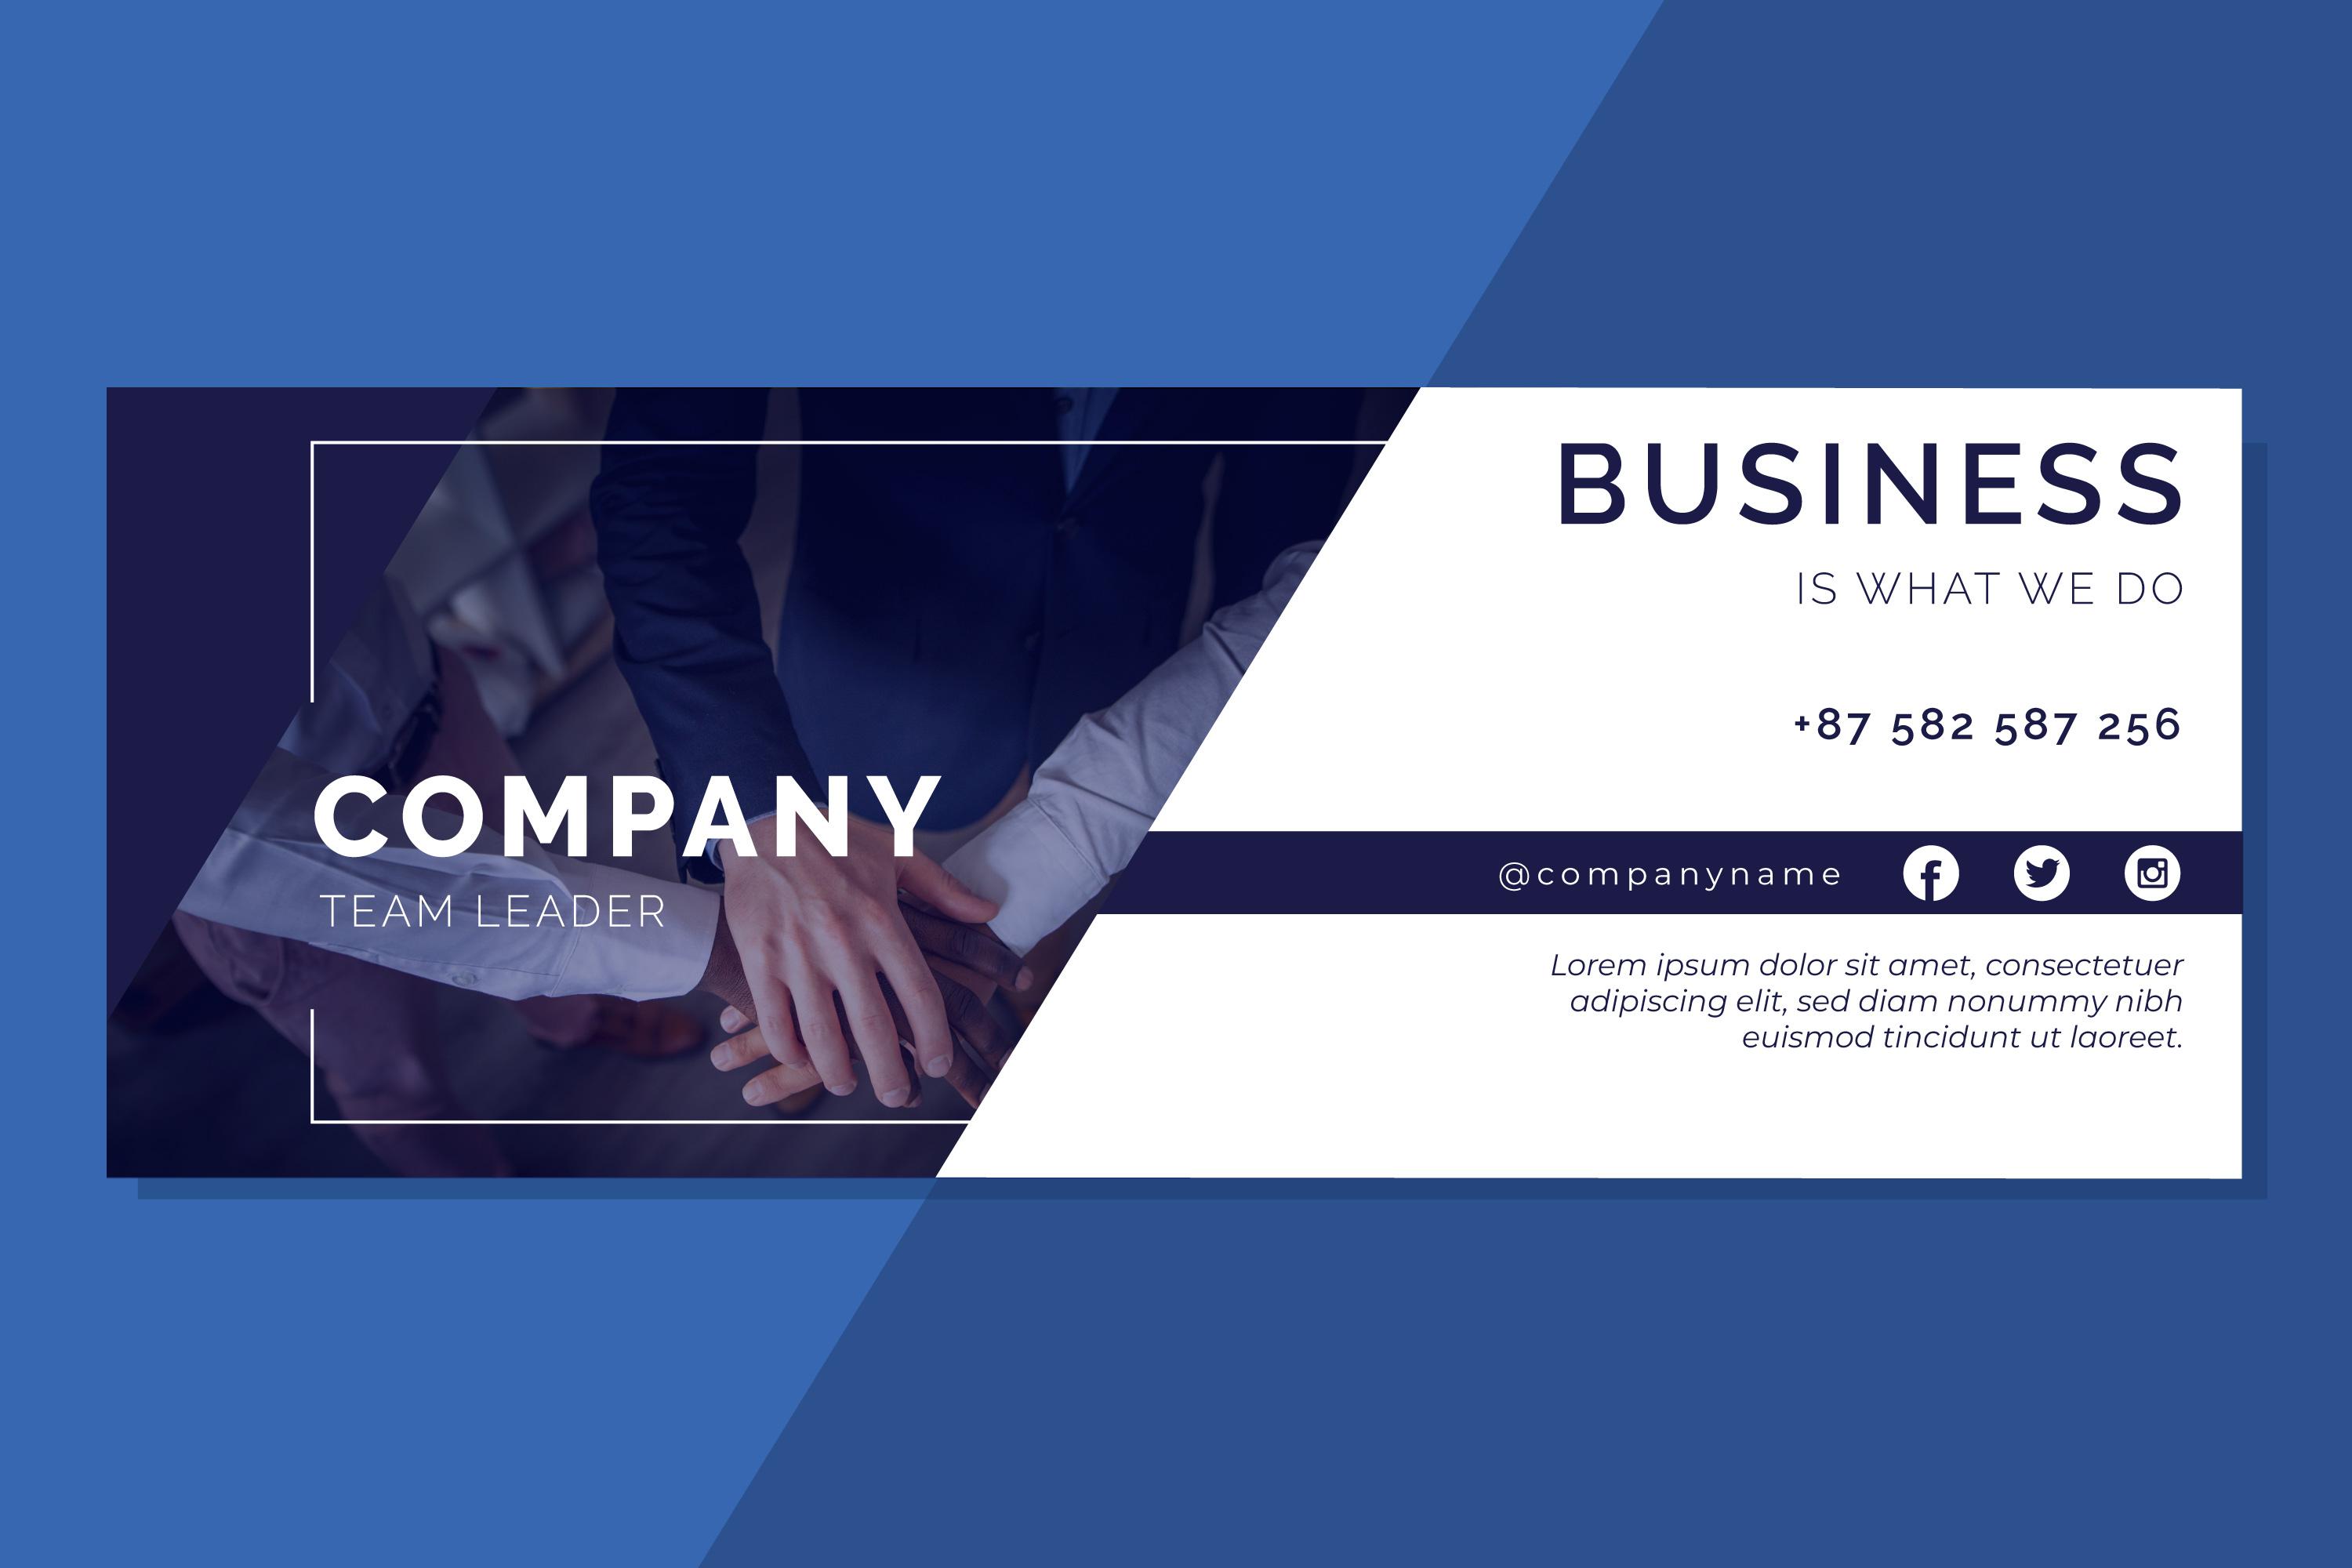 COMPANY
TEAM LEADER
BUSINESS
IS WHAT WE DO
+87 582 587 256
@companyname
Lorem ipsum dolor sit amet, consectetuer
adipiscing elit, sed diam nonummy nibh
euismod tincidunt ut laoreet.